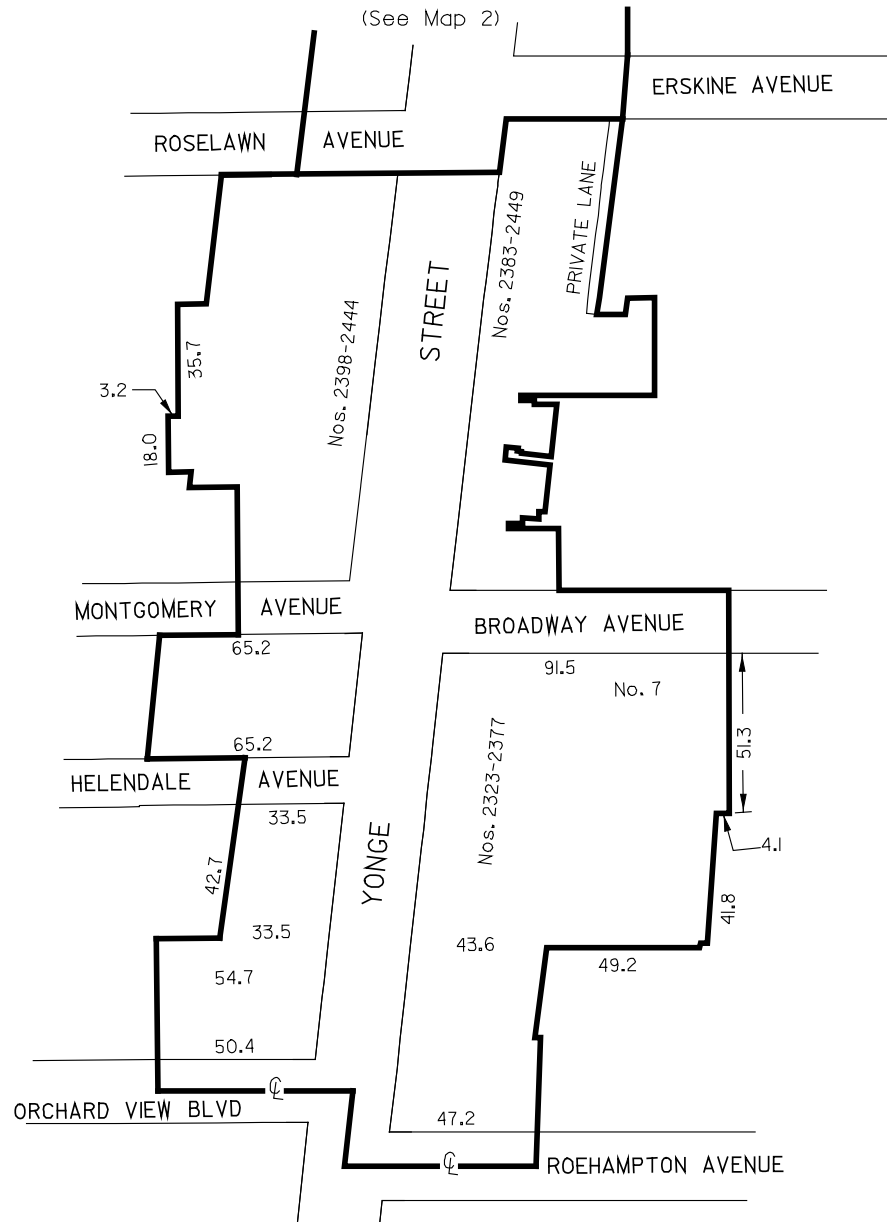 (See Map 2)
ERSKINE AVENUE
ROSELAWN AVENUE
PRIVATE LANE
Nos. 2383-2449
STREET
Nos. 2398-2444
35.7
3.2
18.0
MONTGOMERY AVENUE
BROADWAY AVENUE
65.2
91.5
No. 7
51.3
65.2
HELENDALE AVENUE
Nos. 2323-2377
33.5
4.1
YONGE
42.7
41.8
33.5
43.6
49.2
54.7
50.4
℄
ORCHARD VIEW BLVD
47.2
℄
ROEHAMPTON AVENUE